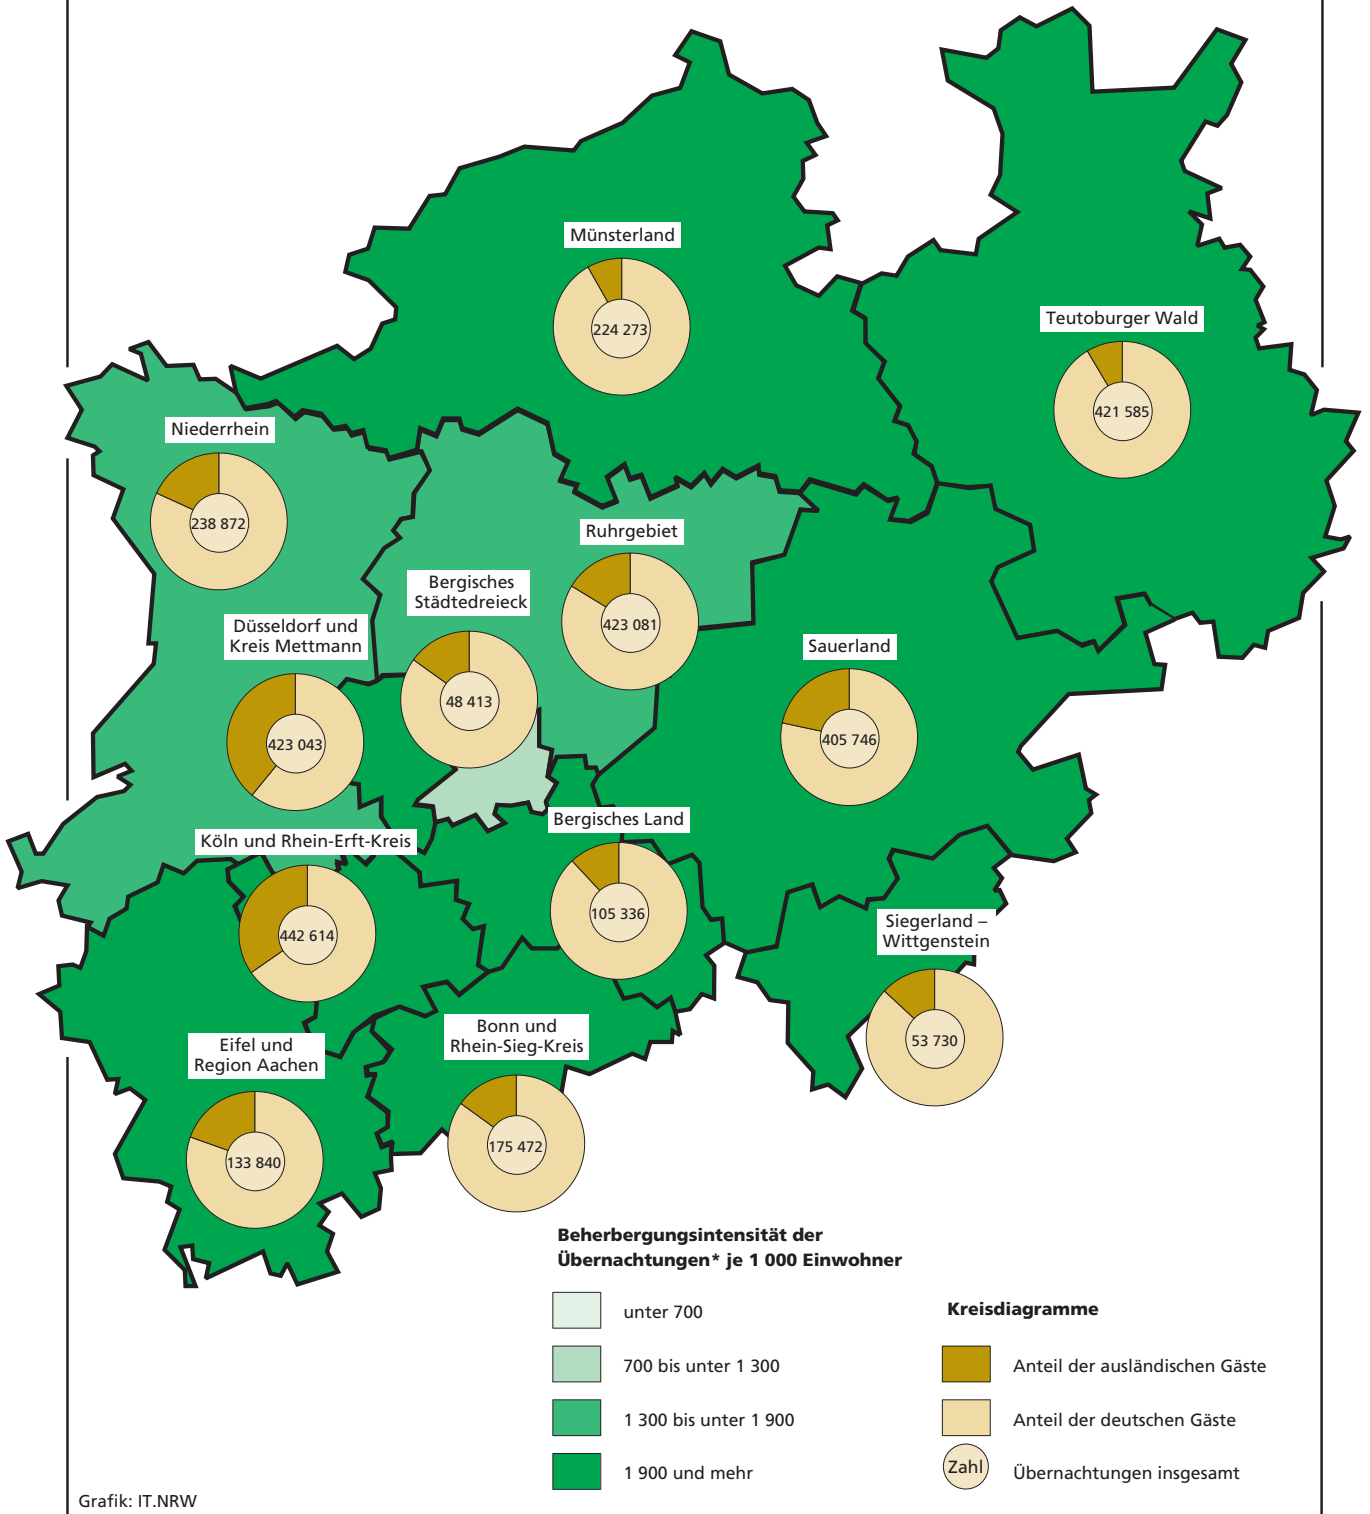 Münsterland
224 273
Teutoburger Wald
421 585
Niederrhein
238 872
Ruhrgebiet
423 081
Bergisches
Städtedreieck
48 413
Düsseldorf und
Kreis Mettmann
423 043
Sauerland
405 746
Köln und Rhein-Erft-Kreis
442 614
Bergisches Land
105 336
Siegerland –
Wittgenstein
53 730
Eifel und
Region Aachen
133 840
Bonn und
Rhein-Sieg-Kreis
175 472
Beherbergungsintensität der
Übernachtungen* je 1 000 Einwohner
unter 700
700 bis unter 1 300
1 300 bis unter 1 900
1 900 und mehr
Kreisdiagramme
Anteil der ausländischen Gäste
Anteil der deutschen Gäste
Zahl
Übernachtungen insgesamt
Grafik: IT.NRW